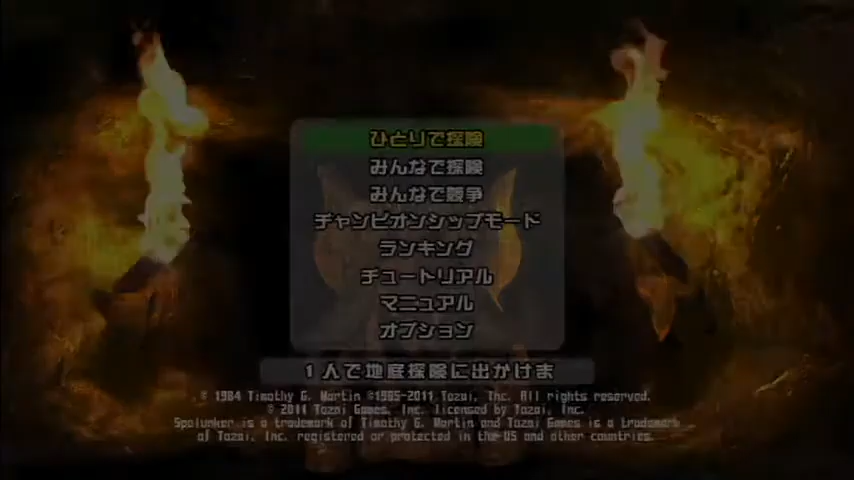 ひとりで探険
みんなで探険
みんなで競争
チャンピオンシップモード
ランキング
チュートリアル
マニュアル
オプション
1人で地底探険に出かけま
© 1984 Timothy G. Martin ©1985-2011 Tozai, Inc. All rights reserved.
© 2011 Tozai Games, Inc. licensed by Tozai, Inc.
Spelunker is a trademark of Timothy G. Martin and Tozai Games is a trademark
of Tozai, Inc. registered or protected in the US and other countries.